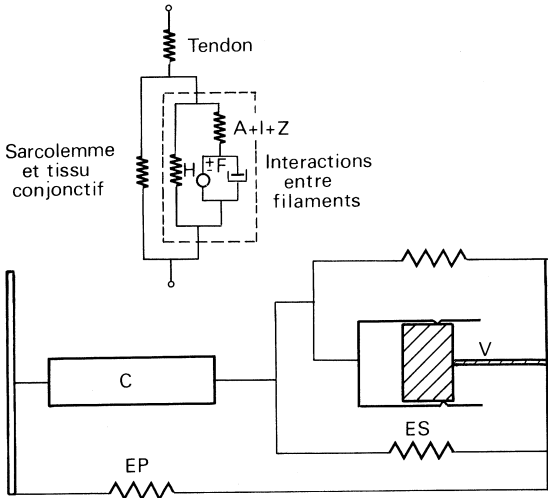 Tendon
A+I+Z
Sarcolemme
et tissu
conjonctif
H
±
F
Interactions
entre
filaments
V
C
ES
EP